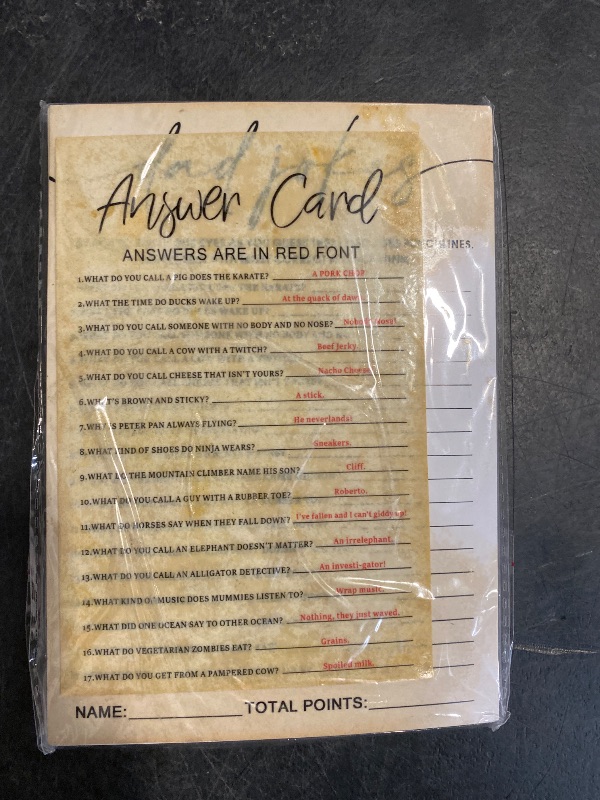 dad jokes
Answer Card
ANSWERS ARE IN RED FONT
LINES.
1.WHAT DO YOU CALL A PIG DOES THE KARATE? A PORK CHOP
2.WHAT THE TIME DO DUCKS WAKE UP? At the quack of dawn
3.WHAT DO YOU CALL SOMEONE WITH NO BODY AND NO NOSE? Nobody Nose!
4.WHAT DO YOU CALL A COW WITH A TWITCH? Beef Jerky.
5.WHAT DO YOU CALL CHEESE THAT ISN'T YOURS? Nacho Cheese
6.WHAT'S BROWN AND STICKY? A stick.
7.WHY IS PETER PAN ALWAYS FLYING? He neverlands!
8.WHAT KIND OF SHOES DO NINJA WEARS? Sneakers.
9.WHAT DO THE MOUNTAIN CLIMBER NAME HIS SON? Cliff.
10.WHAT DO YOU CALL A GUY WITH A RUBBER TOE? Roberto.
11.WHAT DO HORSES SAY WHEN THEY FALL DOWN? I've fallen and I can't giddy up!
12.WHAT DO YOU CALL AN ELEPHANT DOESN'T MATTER? An irrelephant.
13.WHAT DO YOU CALL AN ALLIGATOR DETECTIVE? An investi-gator!
14.WHAT KIND OF MUSIC DOES MUMMIES LISTEN TO? Wrap music.
15.WHAT DID ONE OCEAN SAY TO OTHER OCEAN? Nothing, they just waved.
16.WHAT DO VEGETARIAN ZOMBIES EAT? Grains.
17.WHAT DO YOU GET FROM A PAMPERED COW? Spoiled milk.
NAME: TOTAL POINTS: